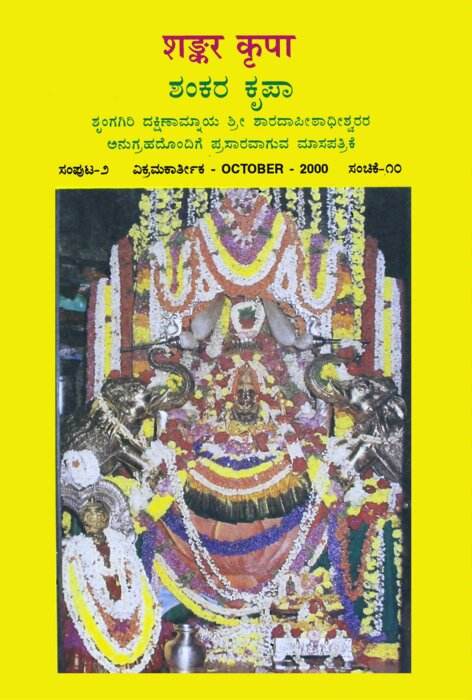 शङ्कर कृपा
ಶಂಕರ ಕೃಪಾ
ಶೃಂಗಗಿರಿ ದಕ್ಷಿಣಾಮ್ನಾಯ ಶ್ರೀ ಶಾರದಾಪೀಠಾಧೀಶ್ವರರ
ಅನುಗ್ರಹದೊಂದಿಗೆ ಪ್ರಸಾರವಾಗುವ ಮಾಸಪತ್ರಿಕೆ
ಸಂಪುಟ-೨ ವಿಕ್ರಮಕಾರ್ತೀಕ - OCTOBER - 2000 ಸಂಚಿಕೆ-೧೦